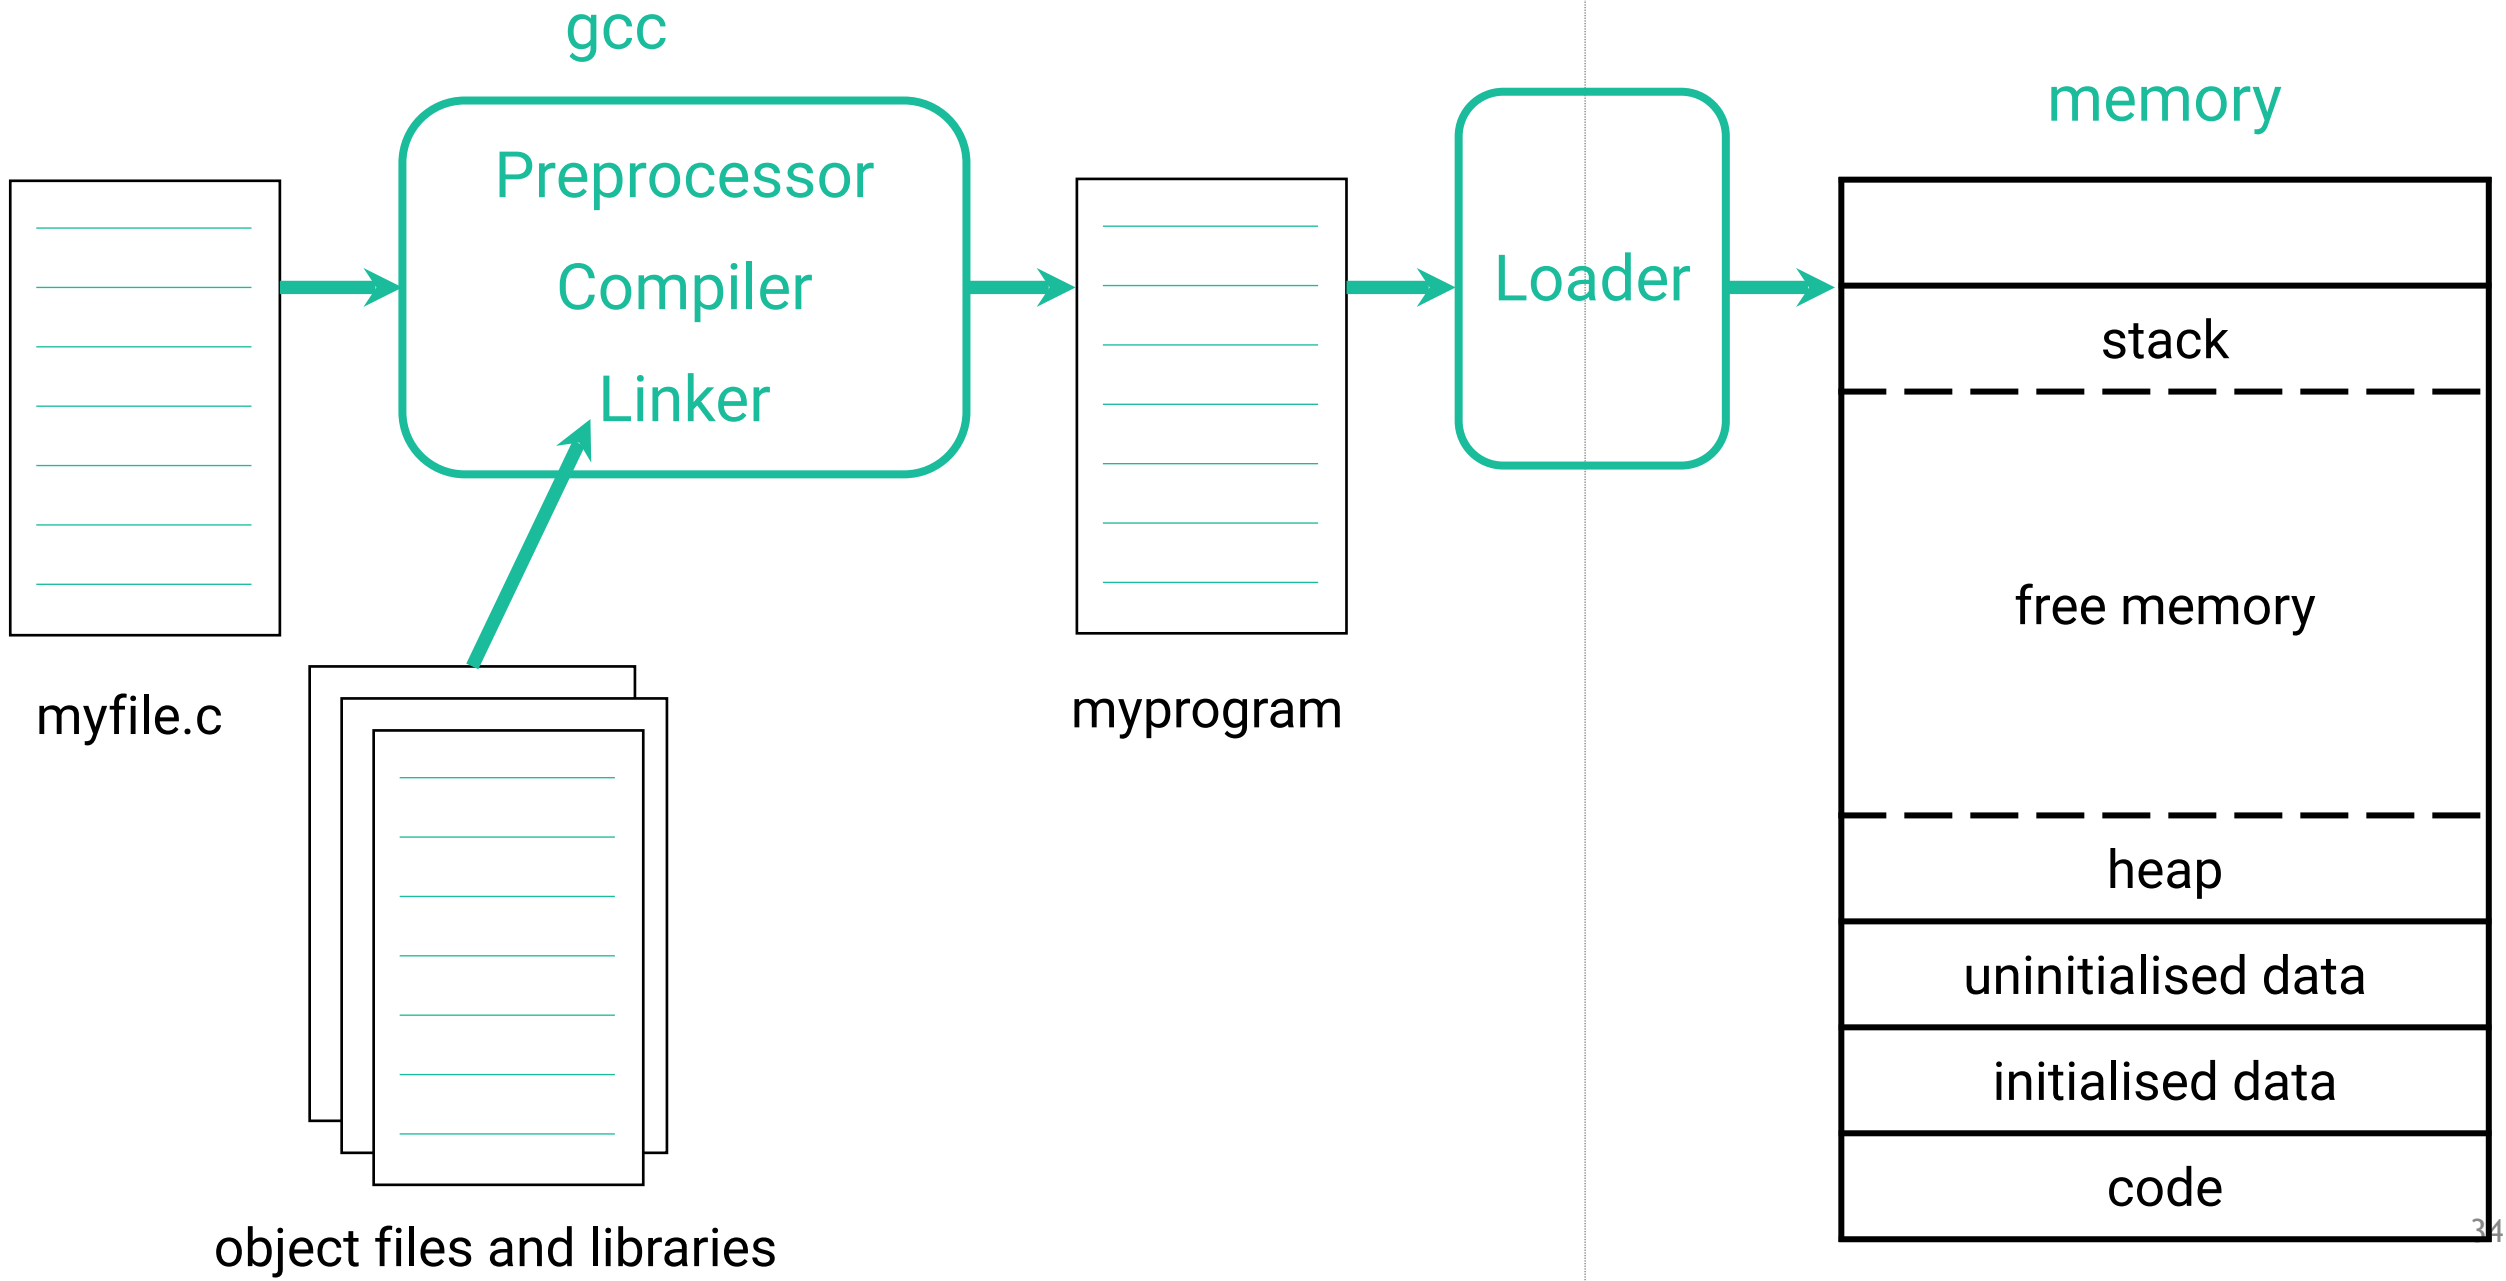 gcc
Preprocessor
Compiler
Linker
myfile.c
object files and libraries
myprogram
Loader
memory
stack
free memory
heap
uninitialised data
initialised data
code
34